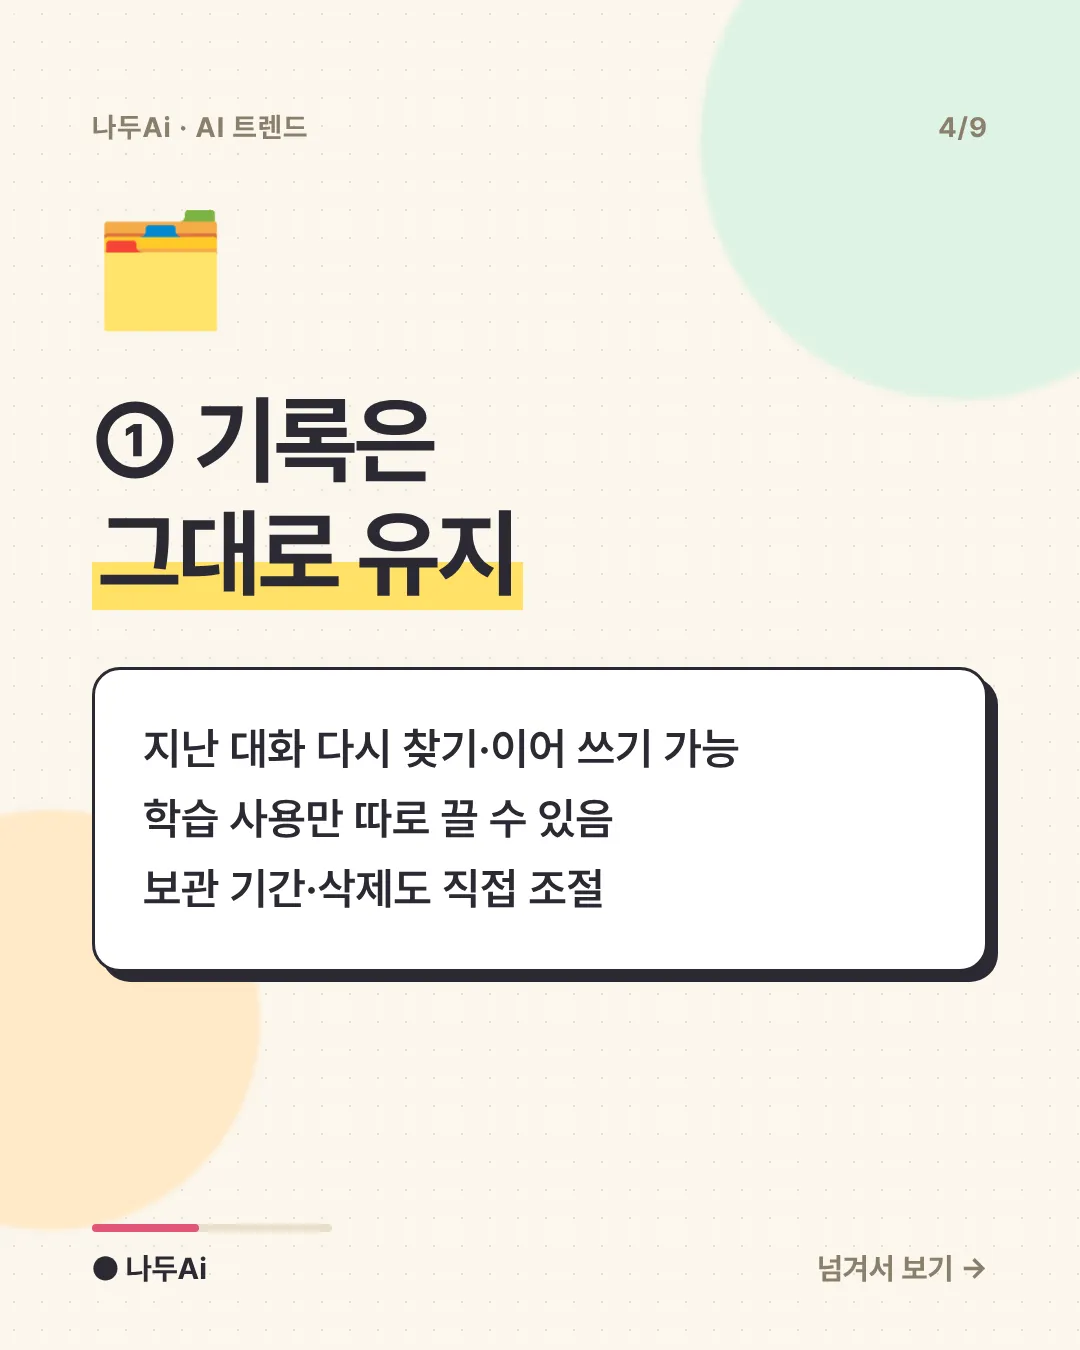 나두Ai · AI 트렌드
4/9
① 기록은
그대로 유지
지난 대화 다시 찾기·이어 쓰기 가능
학습 사용만 따로 끌 수 있음
보관 기간·삭제도 직접 조절
● 나두Ai
넘겨서 보기 →